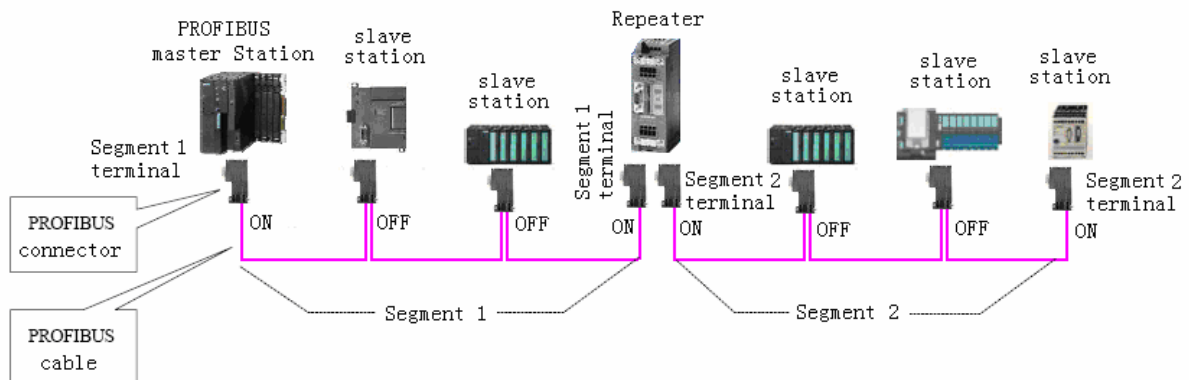 PROFIBUS
master Station
slave
station
slave
station
Repeater
slave
station
slave
station
slave
station
Segment 1
terminal
Segment 1
terminal
Segment 2
terminal
Segment 2
terminal
ON
OFF
OFF
ON
ON
OFF
OFF
ON
PROFIBUS
connector
Segment 1
Segment 2
PROFIBUS
cable